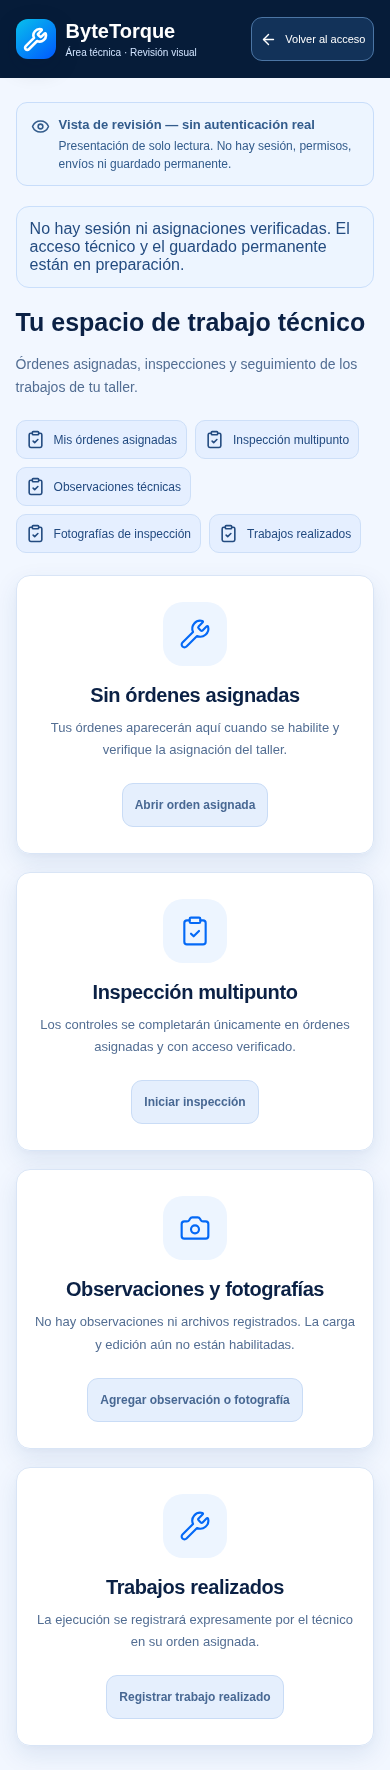 ByteTorque
Área técnica · Revisión visual
Volver al acceso
Vista de revisión — sin autenticación real
Presentación de solo lectura. No hay sesión, permisos,
envíos ni guardado permanente.
No hay sesión ni asignaciones verificadas. El
acceso técnico y el guardado permanente
están en preparación.
Tu espacio de trabajo técnico
Órdenes asignadas, inspecciones y seguimiento de los
trabajos de tu taller.
Mis órdenes asignadas
Inspección multipunto
Observaciones técnicas
Fotografías de inspección
Trabajos realizados
Sin órdenes asignadas
Tus órdenes aparecerán aquí cuando se habilite y
verifique la asignación del taller.
Abrir orden asignada
Inspección multipunto
Los controles se completarán únicamente en órdenes
asignadas y con acceso verificado.
Iniciar inspección
Observaciones y fotografías
No hay observaciones ni archivos registrados. La carga
y edición aún no están habilitadas.
Agregar observación o fotografía
Trabajos realizados
La ejecución se registrará expresamente por el técnico
en su orden asignada.
Registrar trabajo realizado